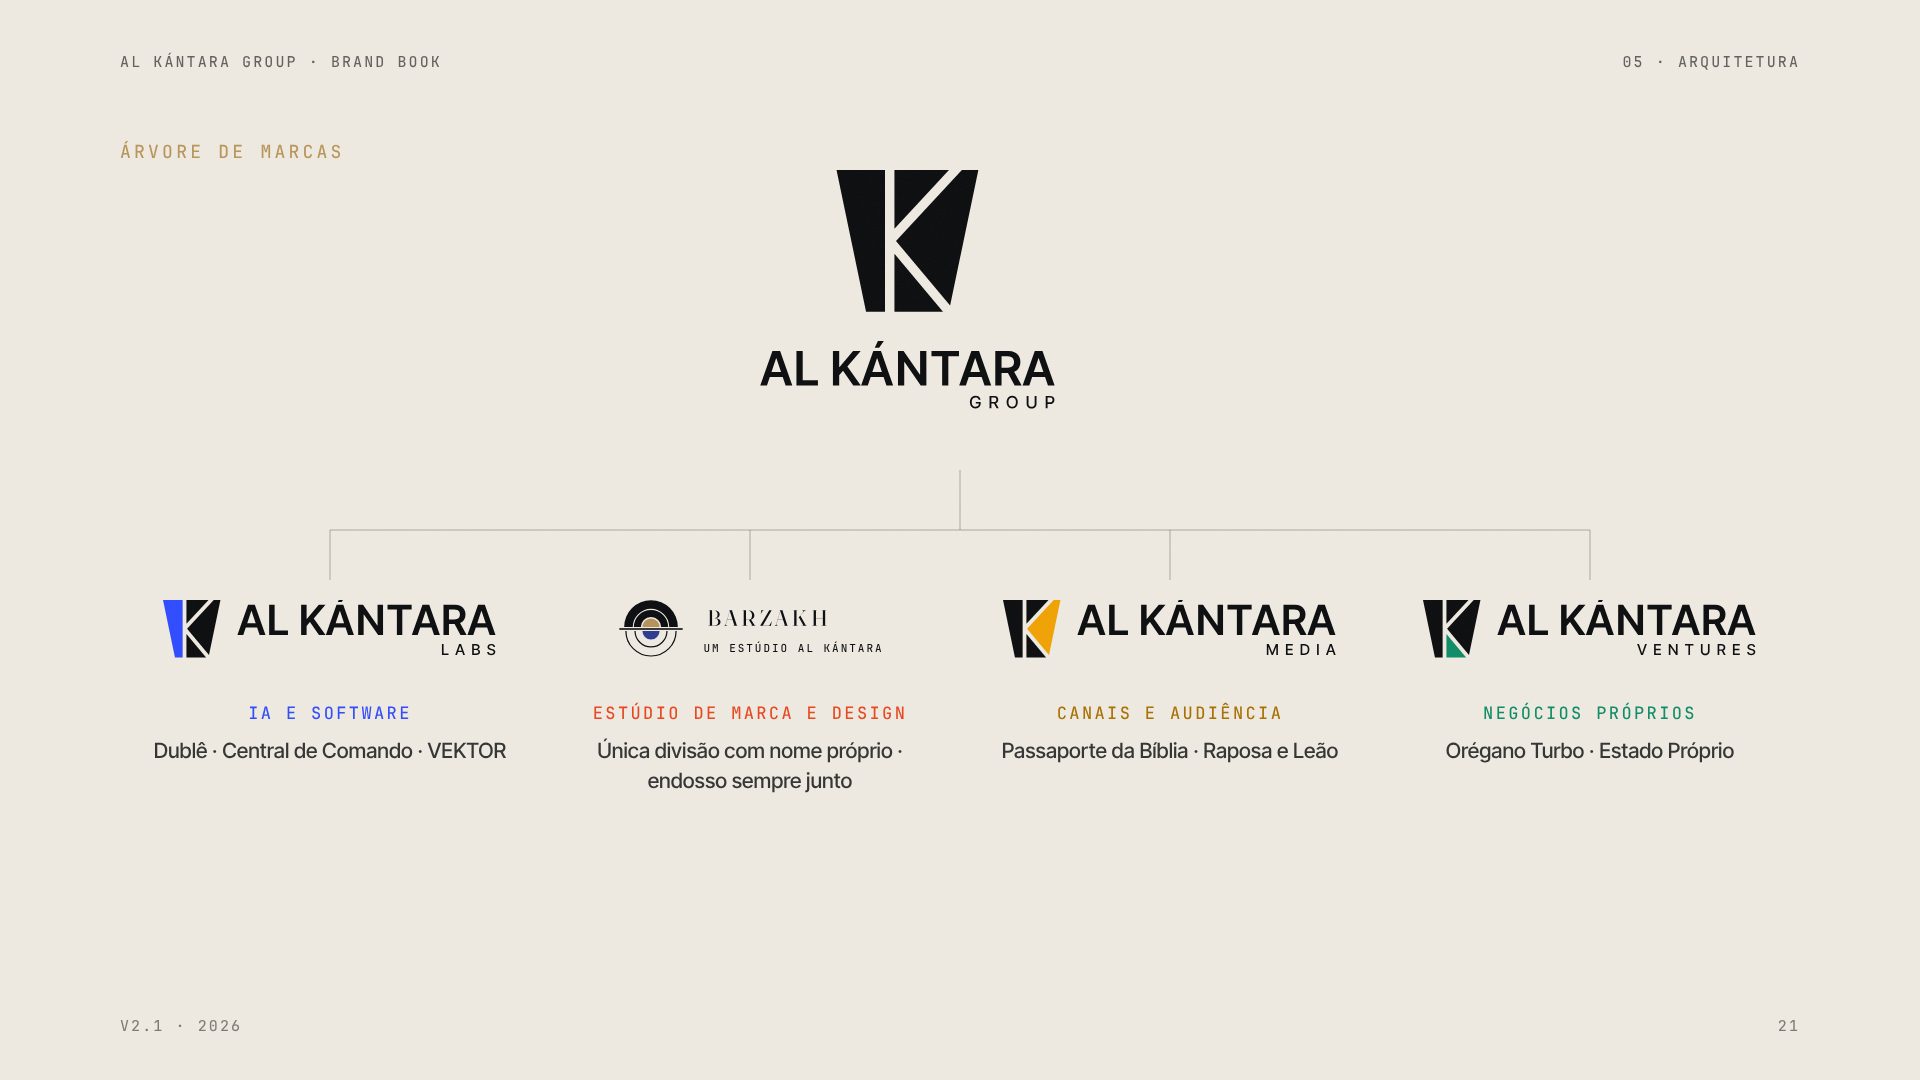 AL KÁNTARA GROUP · BRAND BOOK
05 · ARQUITETURA
ÁRVORE DE MARCAS
AL KÁNTARA
GROUP
AL KÁNTARA
LABS
IA E SOFTWARE
Dublê · Central de Comando · VEKTOR
BARZAKH
UM ESTÚDIO AL KÁNTARA
ESTÚDIO DE MARCA E DESIGN
Única divisão com nome próprio ·
endosso sempre junto
AL KÁNTARA
MEDIA
CANAIS E AUDIÊNCIA
Passaporte da Bíblia · Raposa e Leão
AL KÁNTARA
VENTURES
NEGÓCIOS PRÓPRIOS
Orégano Turbo · Estado Próprio
V2.1 · 2026
21